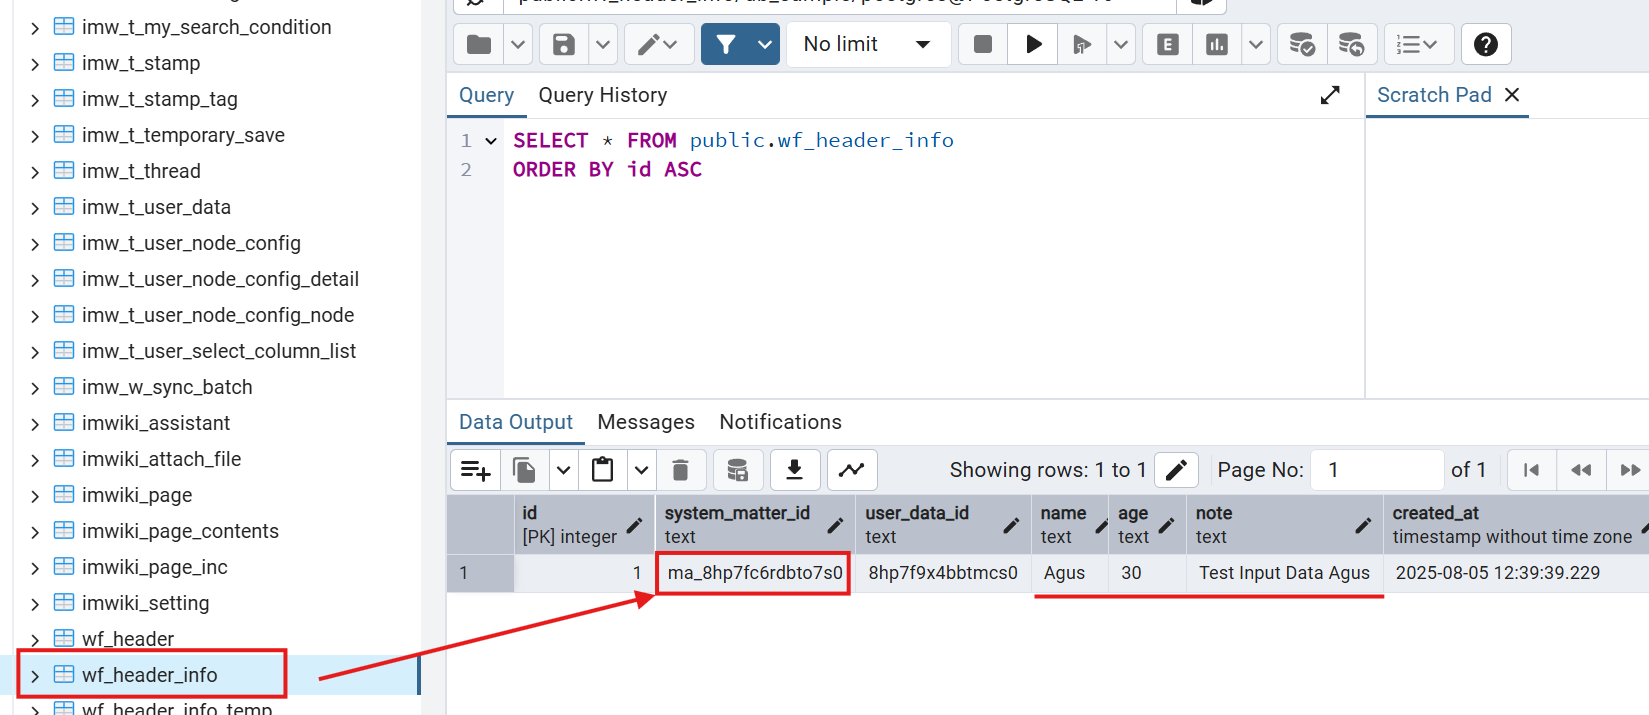 imw_t_my_search_condition
imw_t_stamp
imw_t_stamp_tag
imw_t_temporary_save
imw_t_thread
imw_t_user_data
imw_t_user_node_config
imw_t_user_node_config_detail
imw_t_user_node_config_node
imw_t_user_select_column_list
imw_w_sync_batch
imwiki_assistant
imwiki_attach_file
imwiki_page
imwiki_page_contents
imwiki_page_inc
imwiki_setting
wf_header
wf_header_info
wf_header_info_temp
No limit
E
Query Query History
Scratch Pad
1 SELECT * FROM public.wf_header_info
2 ORDER BY id ASC
Data Output Messages Notifications
Showing rows: 1 to 1 Page No: 1 of 1
id system_matter_id user_data_id name age note created_at
[PK] integer text text text text text timestamp without time zone
1 1 ma_8hp7fc6rdbto7s0 8hp7f9x4bbtmcs0 Agus 30 Test Input Data Agus 2025-08-05 12:39:39.229